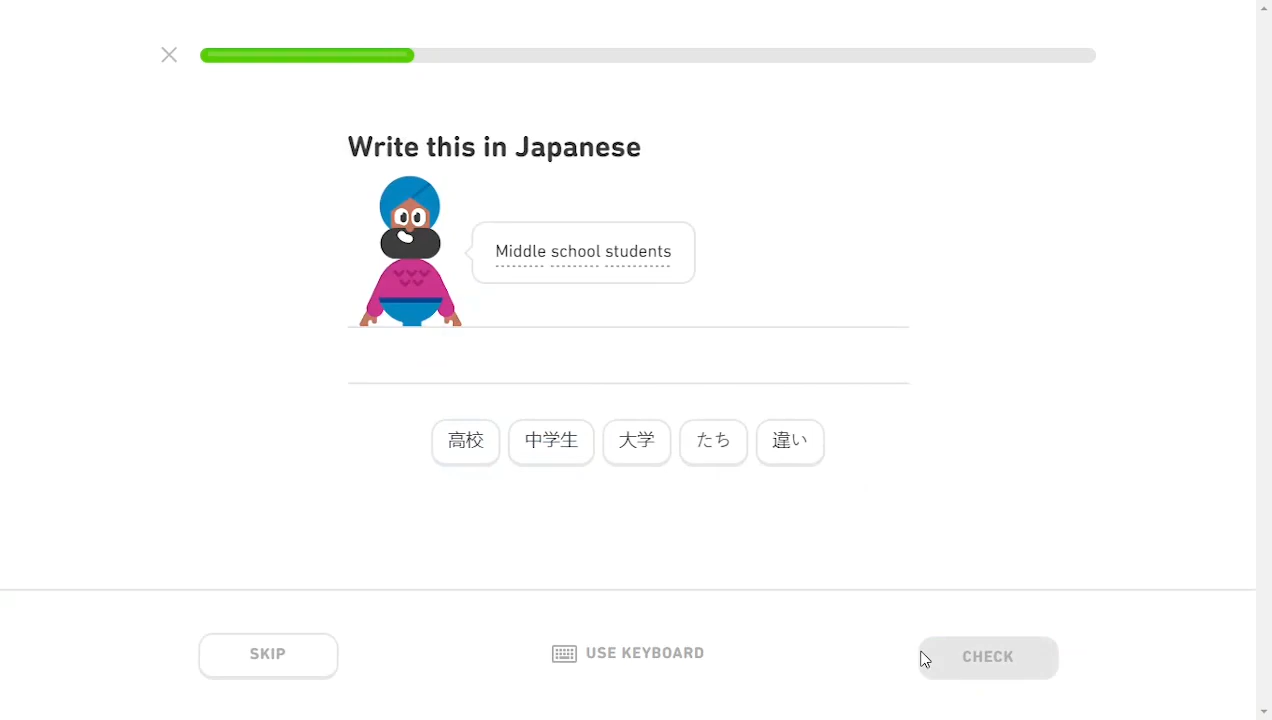 Write this in Japanese
Middle school students
高校 中学生 大学 たち 違い
SKIP USE KEYBOARD CHECK